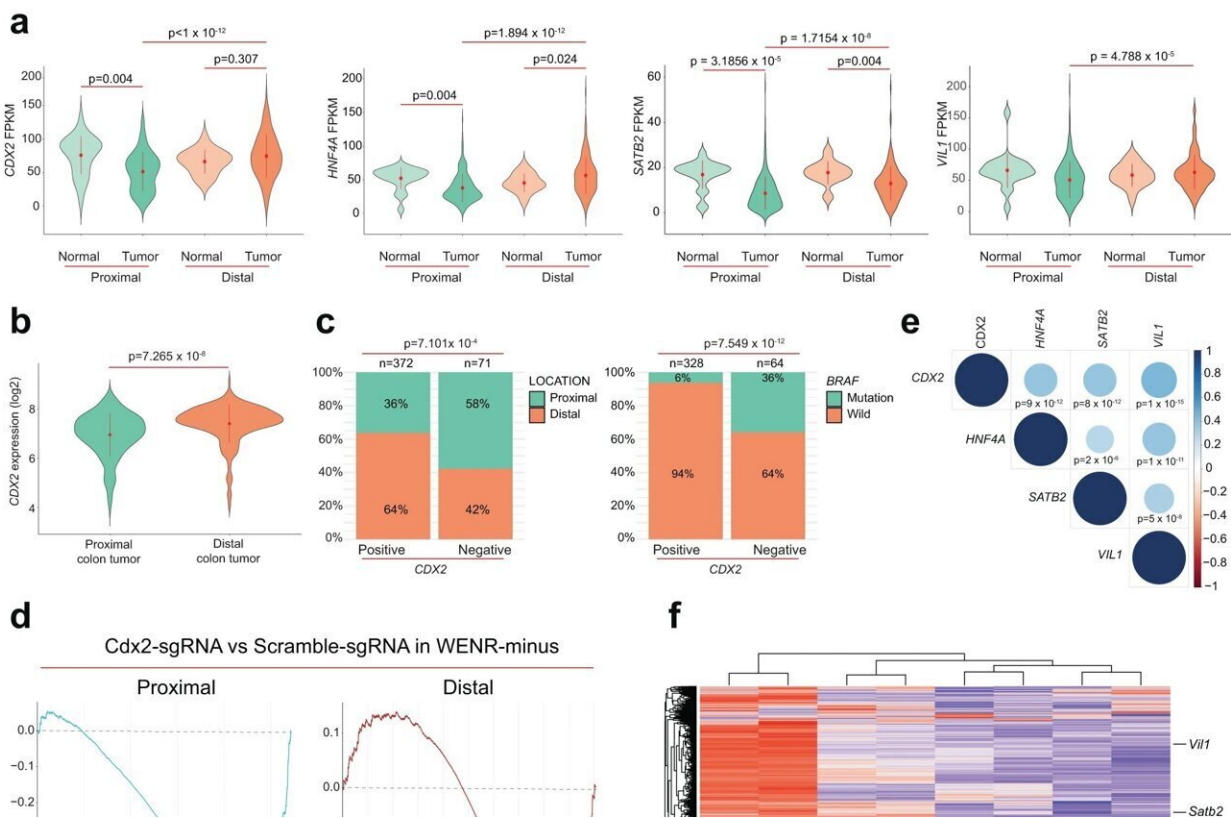 a
p<1 x 10⁻¹²
p=0.307
p=0.004
CDX2 FPKM
200
150
100
50
0
Normal Tumor Normal Tumor
Proximal Distal
p=1.894 x 10⁻¹²
p=0.024
p=0.004
HNF4A FPKM
200
150
100
50
0
Normal Tumor Normal Tumor
Proximal Distal
p = 1.7154 x 10⁻⁸
p = 3.1856 x 10⁻⁵
p=0.004
SATB2 FPKM
60
40
20
0
Normal Tumor Normal Tumor
Proximal Distal
p = 4.788 x 10⁻⁵
VIL1 FPKM
200
150
100
50
0
Normal Tumor Normal Tumor
Proximal Distal
b
p=7.265 x 10⁻⁸
CDX2 expression (log2)
8
6
4
Proximal colon tumor
Distal colon tumor
c
p=7.101x 10⁻⁴
n=372 n=71
100%
80%
60%
40%
20%
0%
36% 58%
64% 42%
Positive Negative
CDX2
LOCATION
Proximal
Distal
p=7.549 x 10⁻¹²
n=328 n=64
100%
80%
60%
40%
20%
0%
6% 36%
94% 64%
Positive Negative
CDX2
BRAF
Mutation
Wild
e
CDX2 HNF4A SATB2 VIL1
CDX2
p=9 x 10⁻¹² p=8 x 10⁻¹² p=1 x 10⁻¹⁵
HNF4A
p=2 x 10⁻⁶ p=1 x 10⁻¹¹
SATB2
p=5 x 10⁻⁸
VIL1
1
0.8
0.6
0.4
0.2
0
−0.2
−0.4
−0.6
−0.8
−1
d
Cdx2-sgRNA vs Scramble-sgRNA in WENR-minus
Proximal Distal
0.0
−0.1
−0.2
0.1
0.0
f
Vil1
Satb2